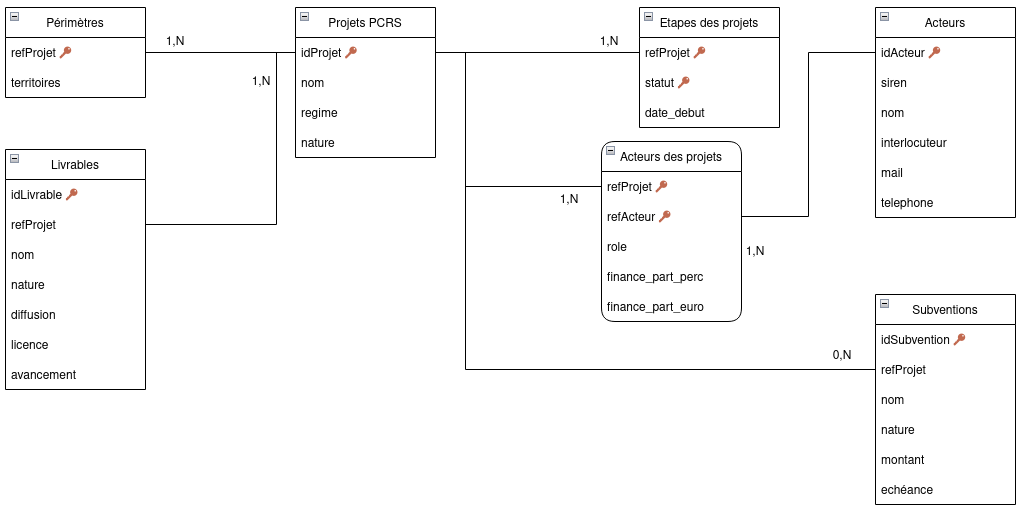 Périmètres
refProjet
territoires
1,N
1,N
Projets PCRS
idProjet
nom
regime
nature
1,N
Etapes des projets
refProjet
statut
date_debut
Acteurs
idActeur
siren
nom
interlocuteur
mail
telephone
Livrables
idLivrable
refProjet
nom
nature
diffusion
licence
avancement
Acteurs des projets
refProjet
refActeur
role
finance_part_perc
finance_part_euro
1,N
1,N
0,N
Subventions
idSubvention
refProjet
nom
nature
montant
echéance